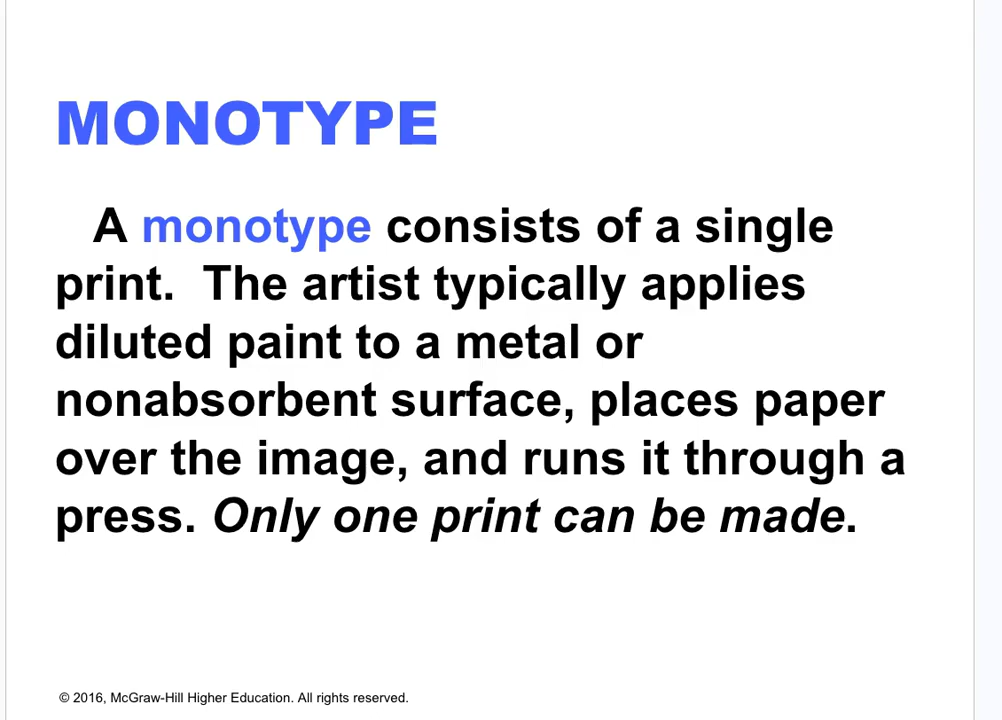 MONOTYPE
A monotype consists of a single
print.  The artist typically applies
diluted paint to a metal or
nonabsorbent surface, places paper
over the image, and runs it through a
press. Only one print can be made.
© 2016, McGraw-Hill Higher Education. All rights reserved.